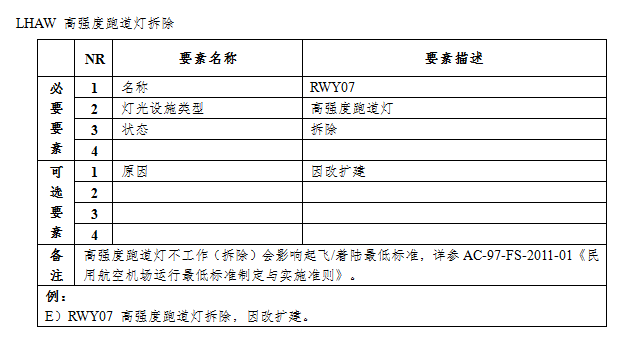 LHAW 高强度跑道灯拆除
NR 要素名称 要素描述
必要要素
1 名称 RWY07
2 灯光设施类型 高强度跑道灯
3 状态 拆除
4
可选要素
1 原因 因改扩建
2
3
4
备注
高强度跑道灯不工作（拆除）会影响起飞/着陆最低标准，详参 AC-97-FS-2011-01《民
用航空机场运行最低标准制定与实施准则》。
例：
E）RWY07 高强度跑道灯拆除，因改扩建。